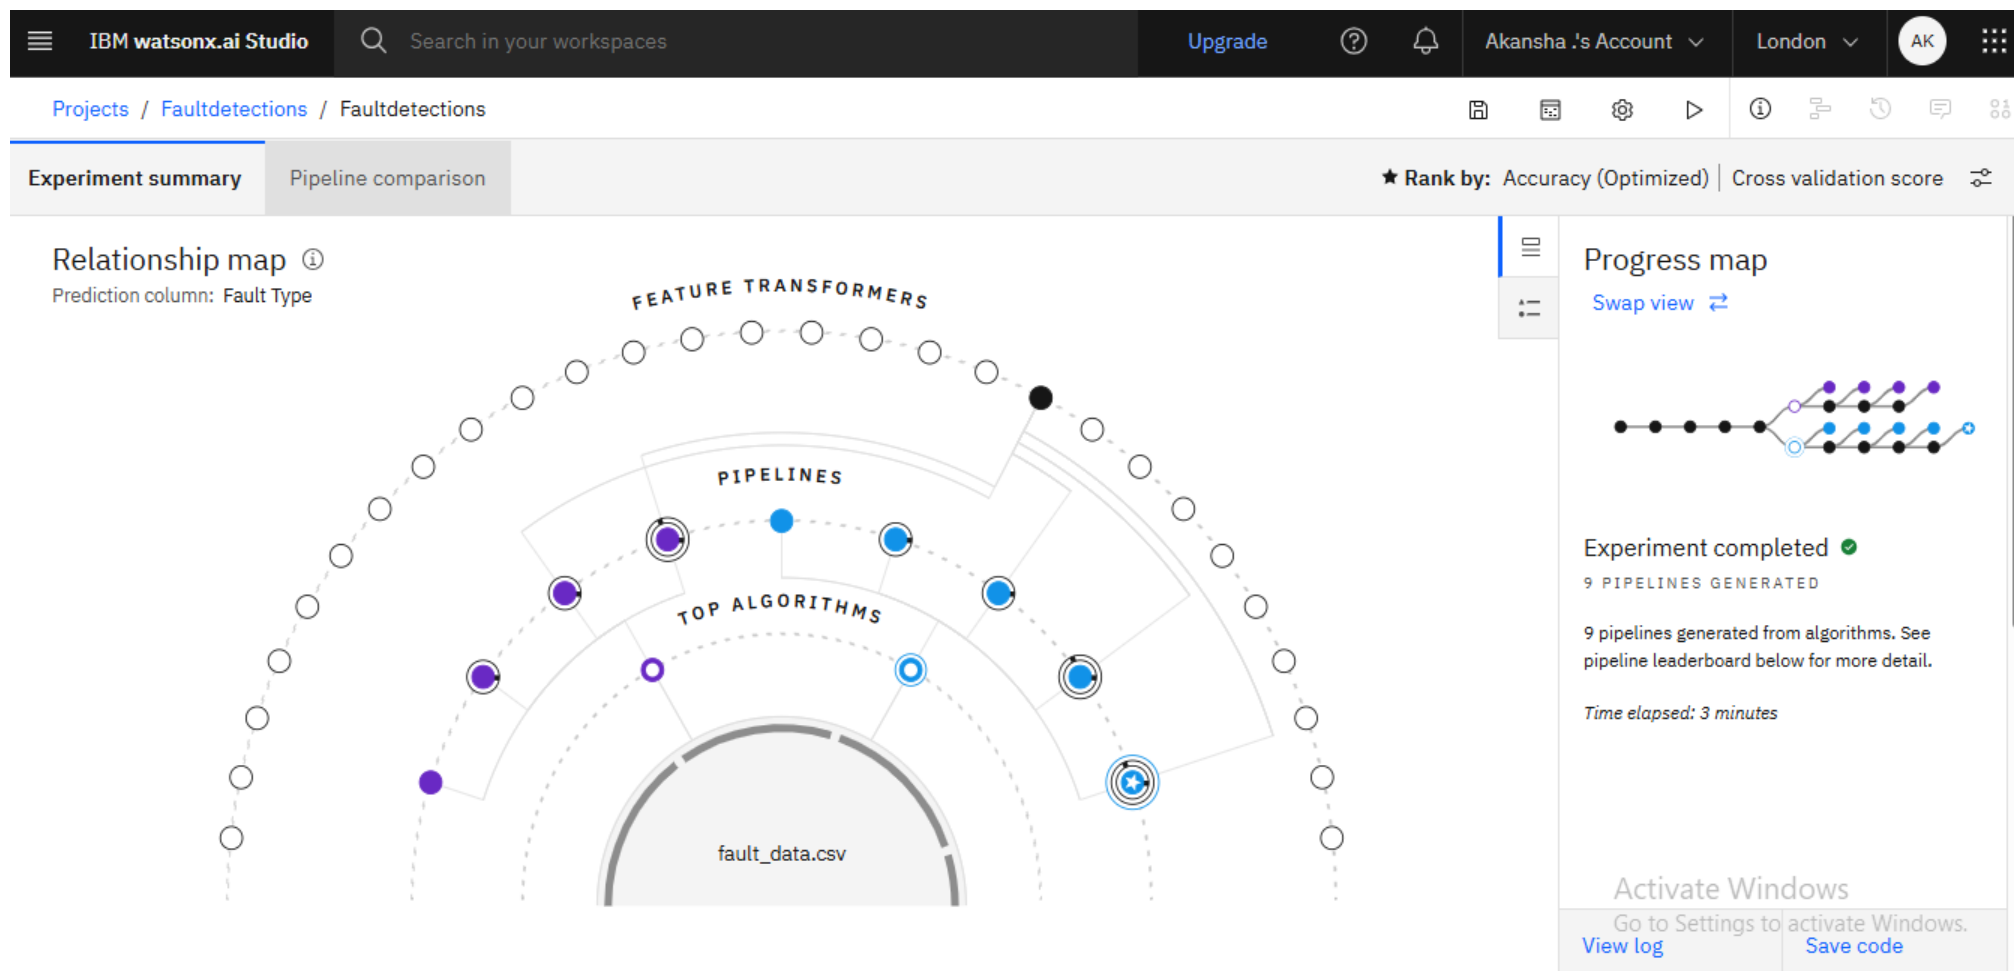 IBM watsonx.ai Studio
Search in your workspaces
Upgrade
Akansha .'s Account
London
AK
Projects / Faultdetections / Faultdetections
Experiment summary
Pipeline comparison
Rank by: Accuracy (Optimized) | Cross validation score
Relationship map
Prediction column: Fault Type
FEATURE TRANSFORMERS
PIPELINES
TOP ALGORITHMS
fault_data.csv
Progress map
Swap view
Experiment completed
9 PIPELINES GENERATED
9 pipelines generated from algorithms. See
pipeline leaderboard below for more detail.
Time elapsed: 3 minutes
Activate Windows
Go to Settings to activate Windows.
View log
Save code